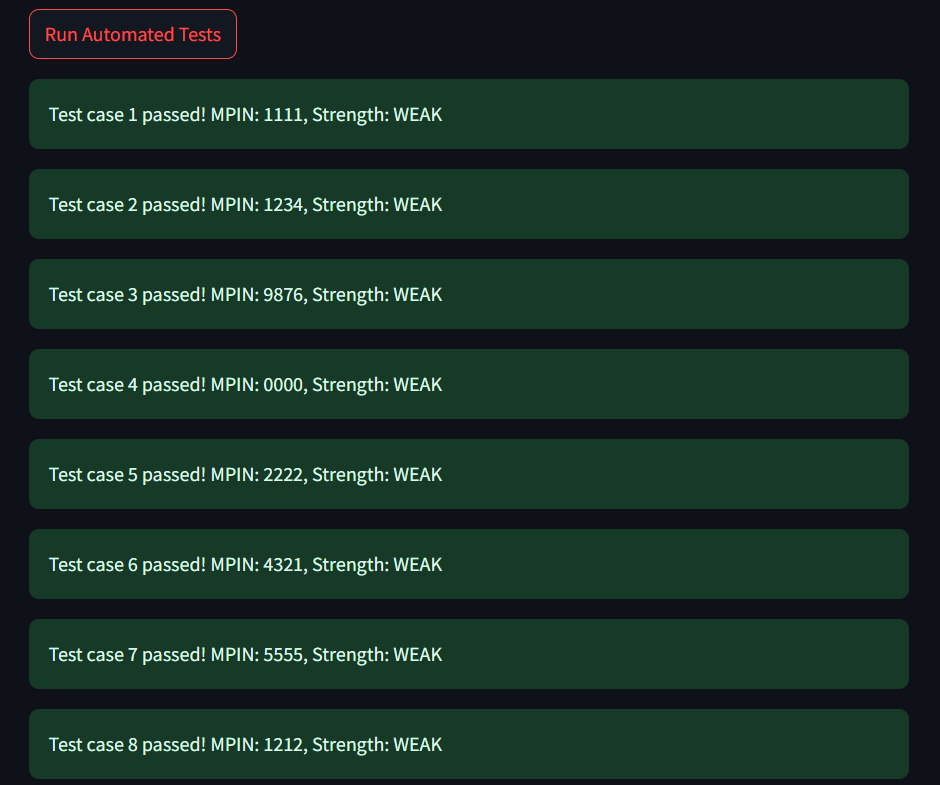 Run Automated Tests
Test case 1 passed! MPIN: 1111, Strength: WEAK
Test case 2 passed! MPIN: 1234, Strength: WEAK
Test case 3 passed! MPIN: 9876, Strength: WEAK
Test case 4 passed! MPIN: 0000, Strength: WEAK
Test case 5 passed! MPIN: 2222, Strength: WEAK
Test case 6 passed! MPIN: 4321, Strength: WEAK
Test case 7 passed! MPIN: 5555, Strength: WEAK
Test case 8 passed! MPIN: 1212, Strength: WEAK